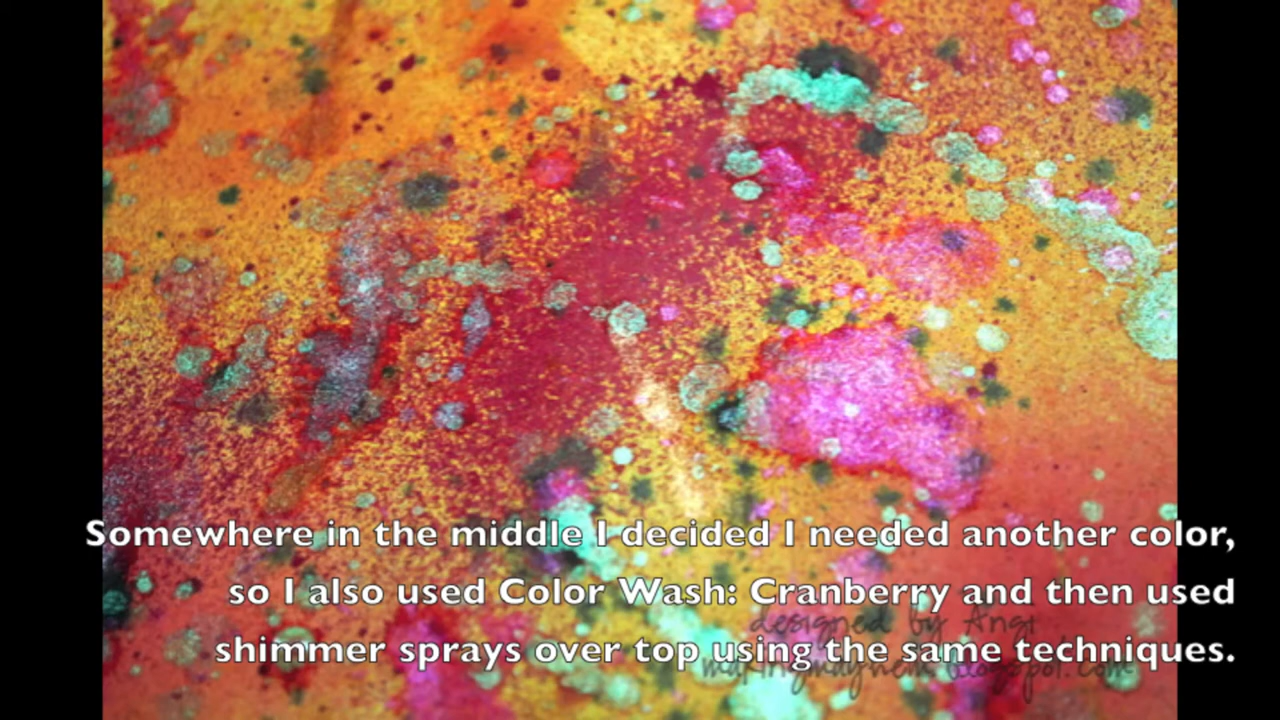 Somewhere in the middle I decided I needed another color,
so I also used Color Wash: Cranberry and then used
designed by Angi
shimmer sprays over top using the same techniques.